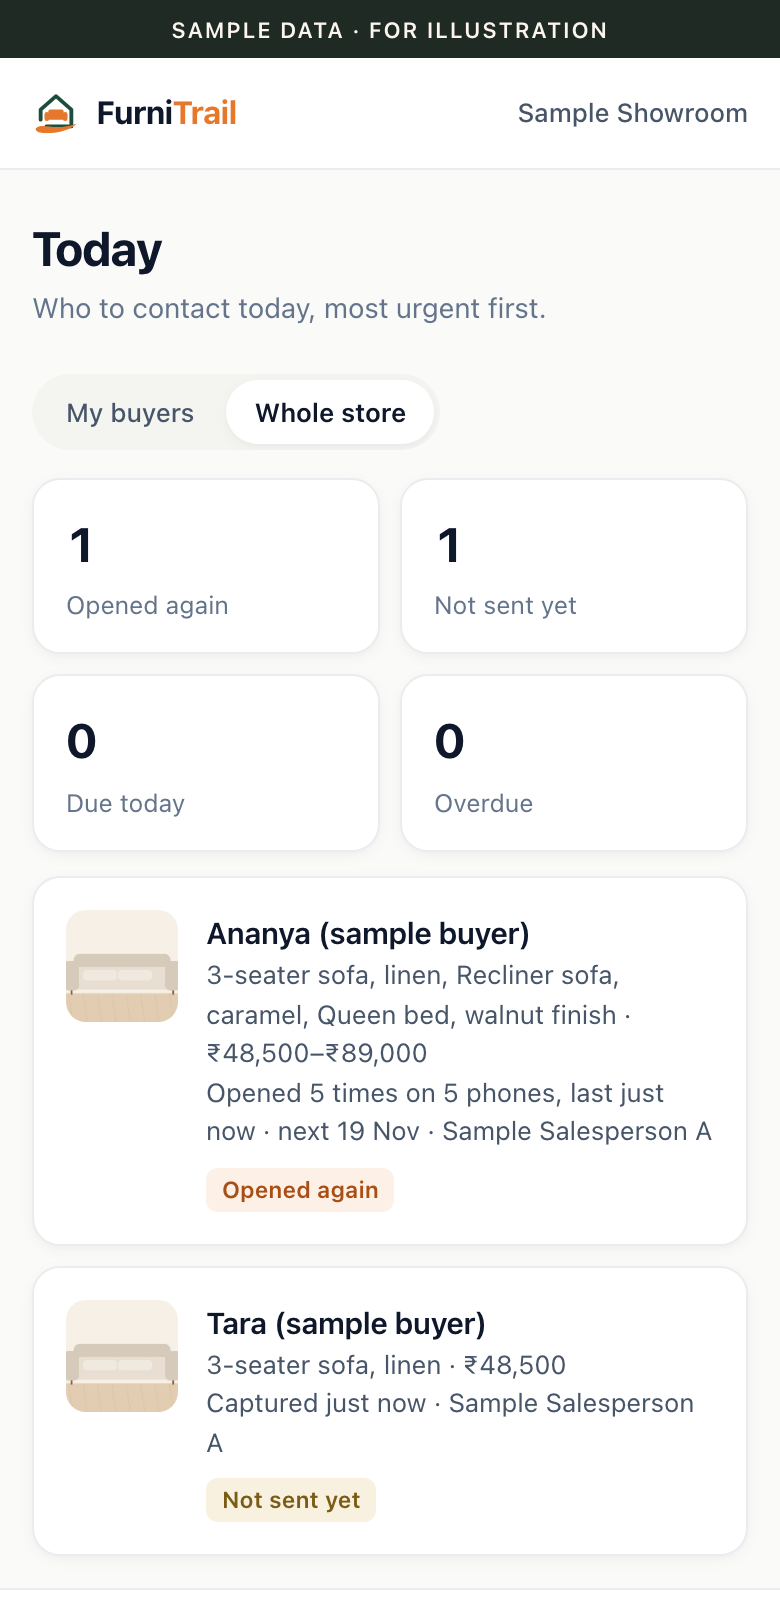 SAMPLE DATA · FOR ILLUSTRATION
FurniTrail
Sample Showroom
Today
Who to contact today, most urgent first.
My buyers
Whole store
1
Opened again
1
Not sent yet
0
Due today
0
Overdue
Ananya (sample buyer)
3-seater sofa, linen, Recliner sofa,
caramel, Queen bed, walnut finish ·
₹48,500–₹89,000
Opened 5 times on 5 phones, last just
now · next 19 Nov · Sample Salesperson A
Opened again
Tara (sample buyer)
3-seater sofa, linen · ₹48,500
Captured just now · Sample Salesperson
A
Not sent yet